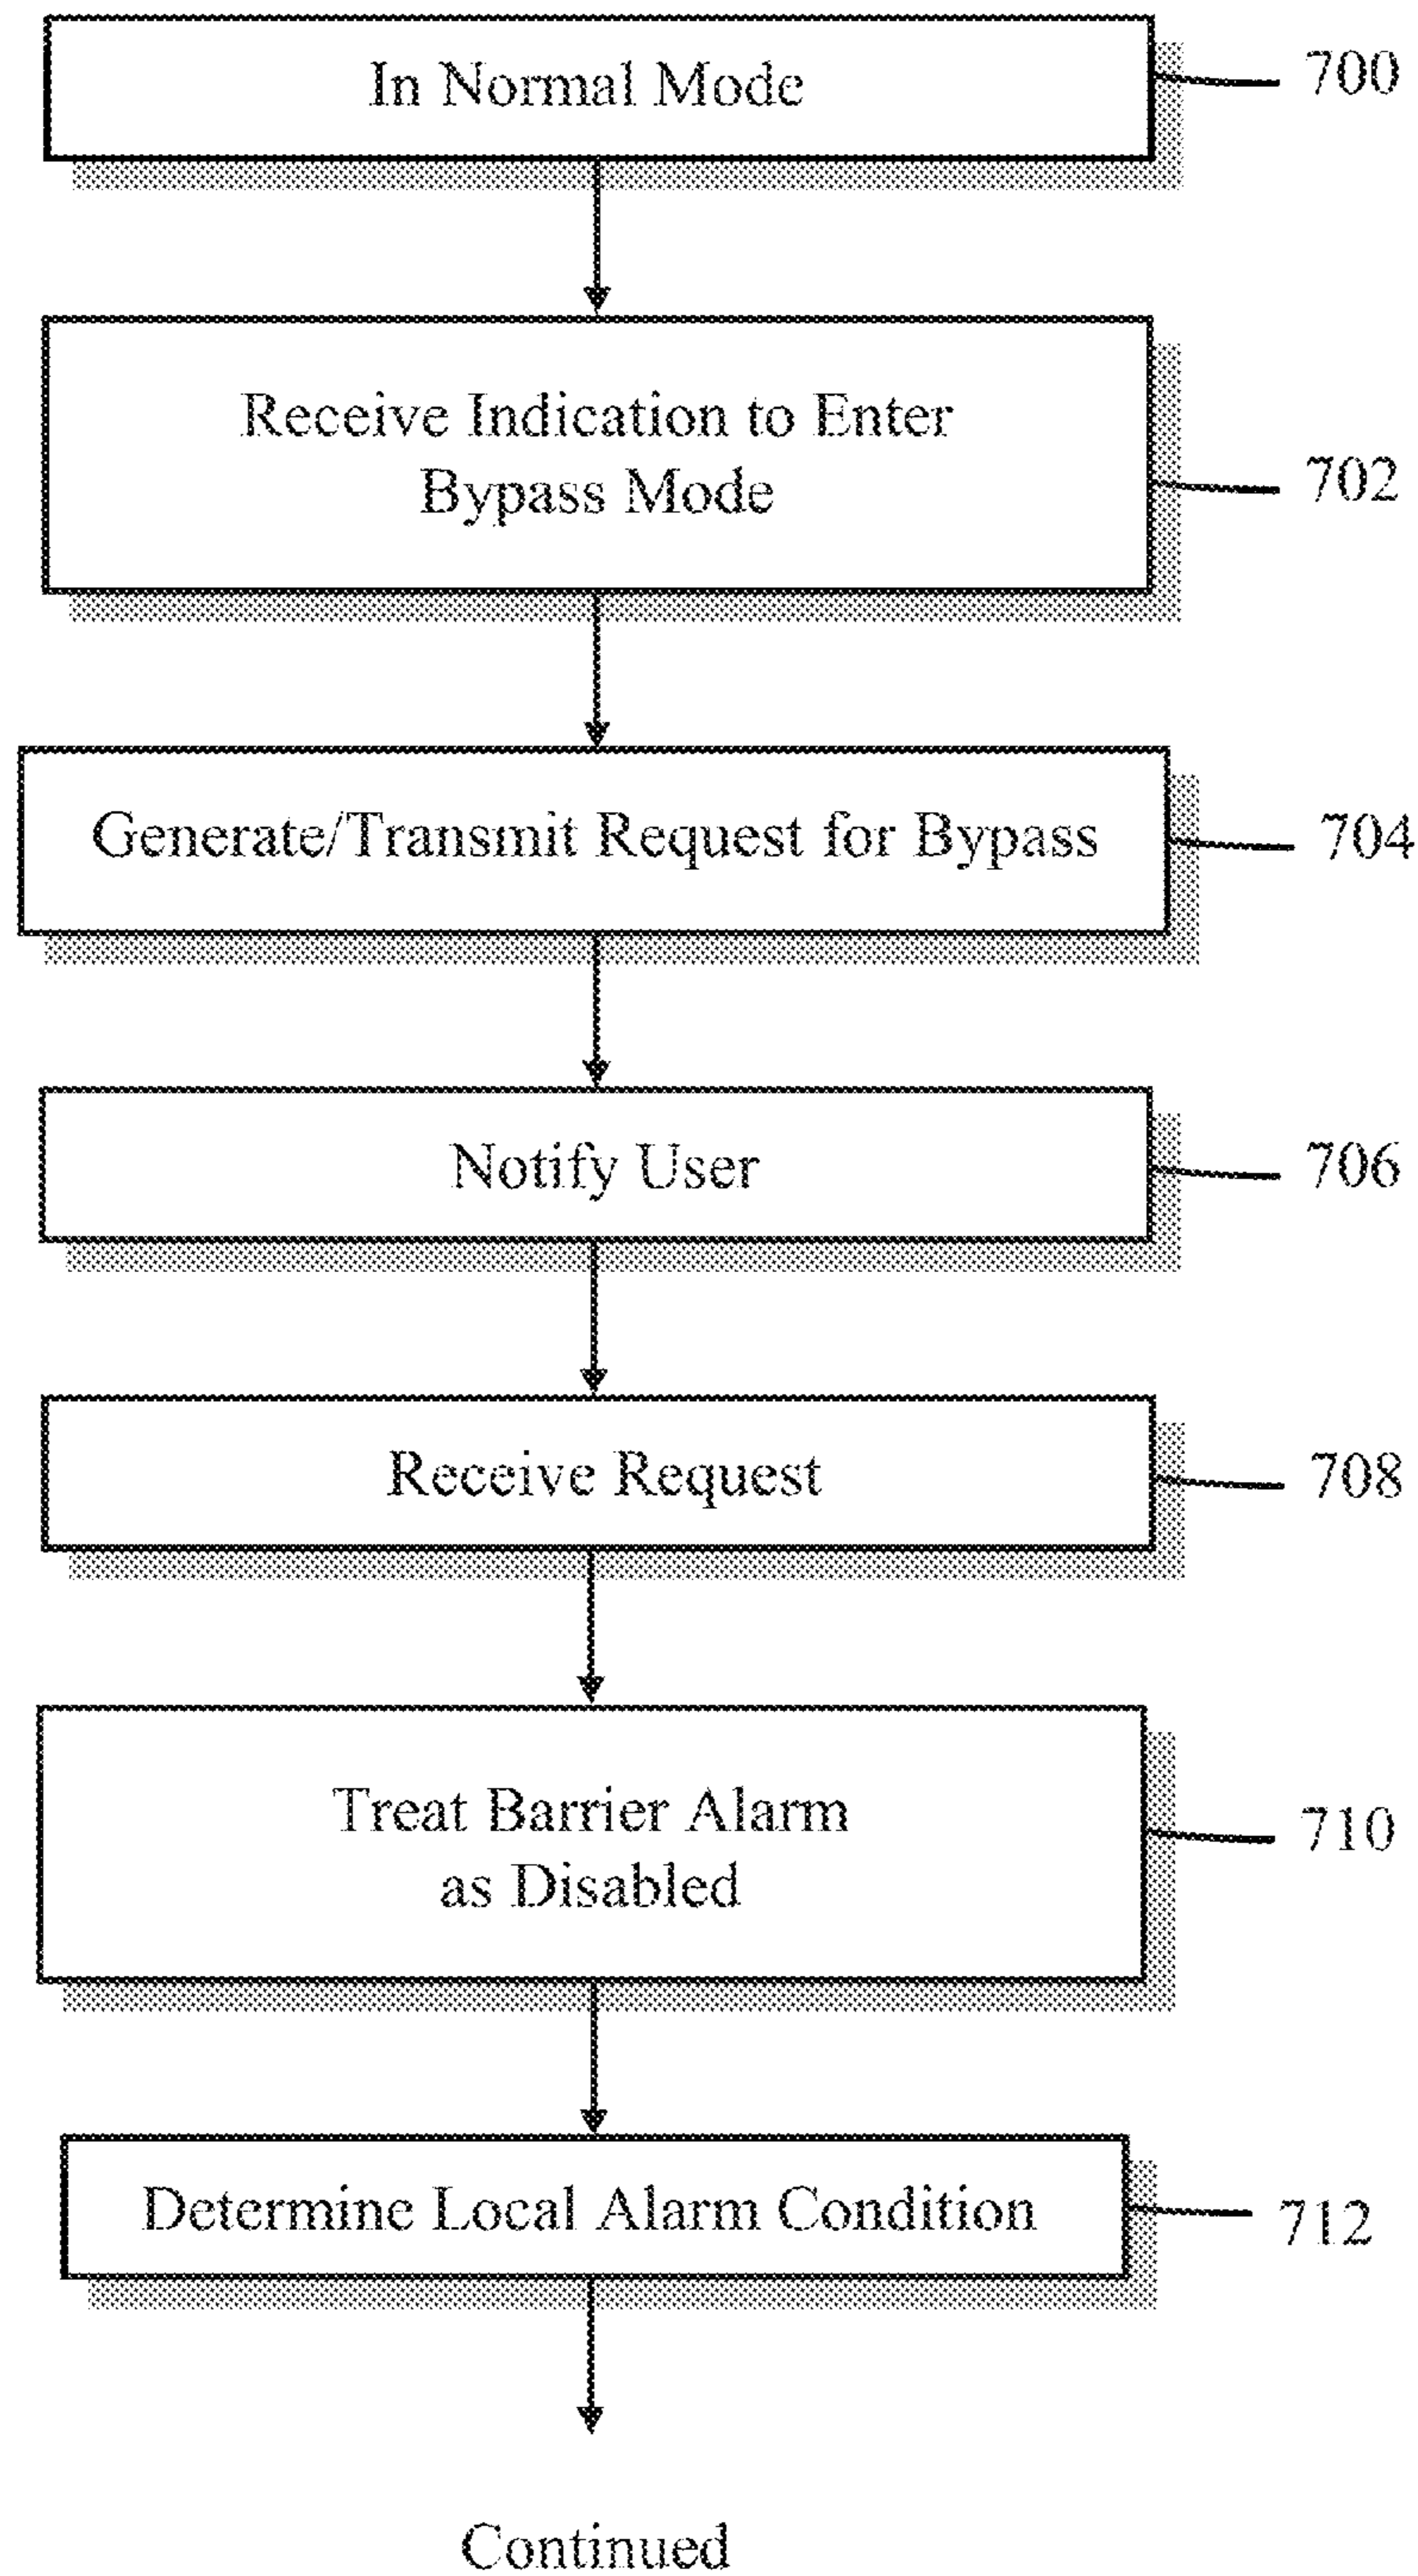 In Normal Mode
700
Receive Indication to Enter
Bypass Mode
702
Generate/Transmit Request for Bypass
704
Notify User
706
Receive Request
708
Treat Barrier Alarm
as Disabled
710
Determine Local Alarm Condition
712
Continued